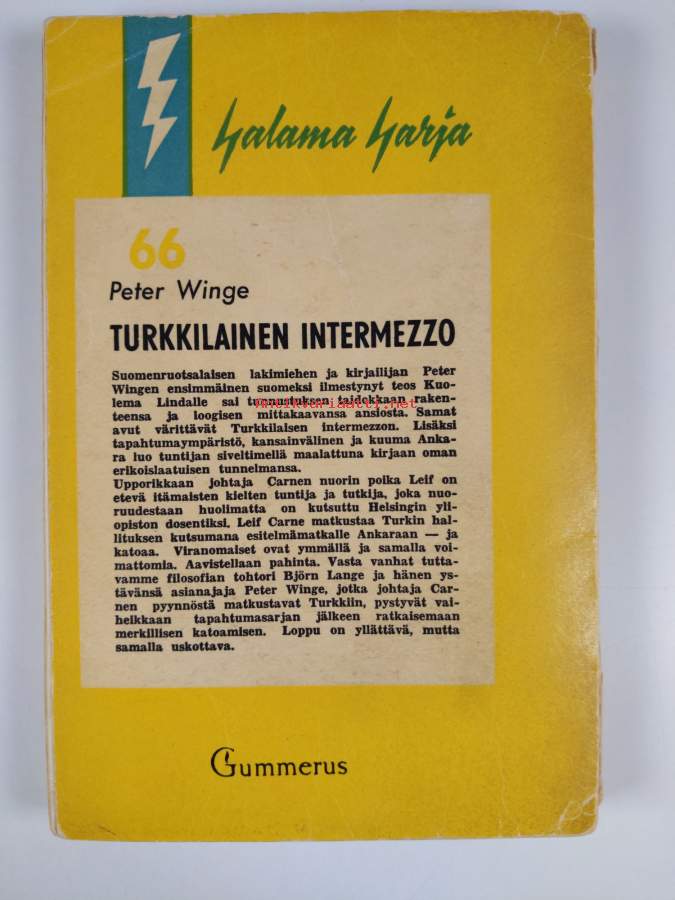 Salama Sarja
66
Peter Winge
TURKKILAINEN INTERMEZZO
Suomenruotsalaisen lakimiehen ja kirjailijan Peter
Wingen ensimmäinen suomeksi ilmestynyt teos Kuo-
lema Lindalle sai tunnustuksen taidokkaan raken-
Antikvariaatti.net
teensa ja loogisen mittakaavansa ansiosta. Samat
avut värittävät Turkkilaisen intermezzon. Lisäksi
tapahtumaympäristö, kansainvälinen ja kuuma Anka-
ra luo tuntijan siveltimellä maalattuna kirjaan oman
erikoislaatuisen tunnelmansa.
Upporikkaan johtaja Carnen nuorin poika Leif on
etevä itämaisten kielten tuntija ja tutkija, joka nuo-
ruudestaan huolimatta on kutsuttu Helsingin yli-
opiston dosentiksi. Leif Carne matkustaa Turkin hal-
lituksen kutsumana esitelmämatkalle Ankaraan — ja
katoaa. Viranomaiset ovat ymmällä ja samalla voi-
mattomia. Aavistellaan pahinta. Vasta vanhat tutta-
vamme filosofian tohtori Björn Lange ja hänen ys-
tävänsä asianajaja Peter Winge, jotka johtaja Car-
nen pyynnöstä matkustavat Turkkiin, pystyvät vai-
heikkaan tapahtumasarjan jälkeen ratkaisemaan
merkillisen katoamisen. Loppu on yllättävä, mutta
samalla uskottava.
Gummerus